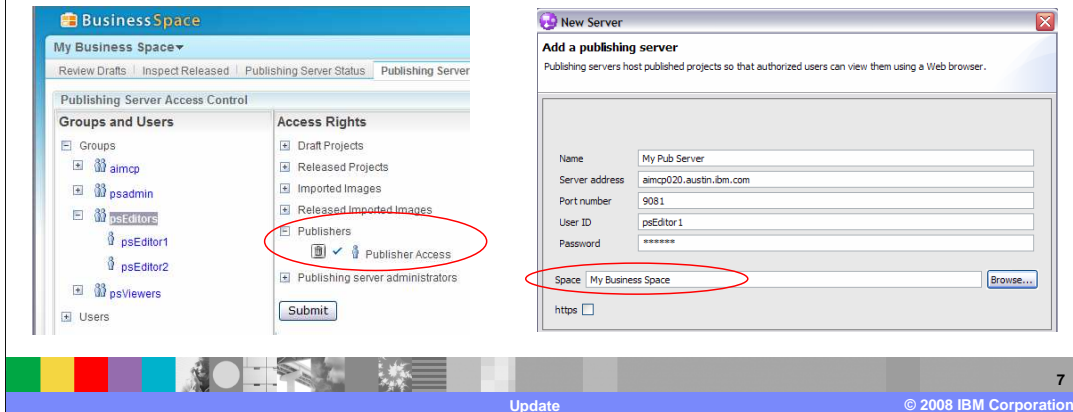 BusinessSpace
My Business Space
Review Drafts | Inspect Released | Publishing Server Status | Publishing Server
Publishing Server Access Control
Groups and Users
Groups
aimcp
psadmin
psEditors
psEditor1
psEditor2
psViewers
Users
Access Rights
Draft Projects
Released Projects
Imported Images
Released Imported Images
Publishers
Publisher Access
Publishing server administrators
Submit
New Server
Add a publishing server
Publishing servers host published projects so that authorized users can view them using a Web browser.
Name My Pub Server
Server address aimcp020.austin.ibm.com
Port number 9081
User ID psEditor1
Password ******
Space My Business Space Browse...
https
7
Update © 2008 IBM Corporation